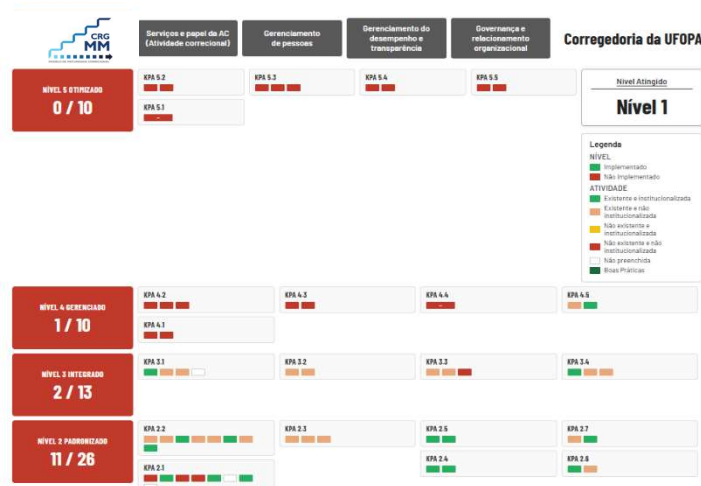 CRG
MM
Serviços e papel da AC
(Atividade correcional)
Gerenciamento
de pessoas
Gerenciamento do
desempenho e
transparência
Governança e
relacionamento
organizacional
Corregedoria da UFOPA
NÍVEL 5 OTIMIZADO
0 / 10
KPA 5.2
KPA 5.3
KPA 5.4
KPA 5.5
KPA 5.1
Nível Atingido
Nível 1
Legenda
NÍVEL
Implementado
Não Implementado
ATIVIDADE
Existente e institucionalizada
Existente e não
institucionalizada
Não existente e
institucionalizada
Não existente e não
institucionalizada
Não preenchida
Boas Práticas
NÍVEL 4 GERENCIADO
1 / 10
KPA 4.2
KPA 4.3
KPA 4.4
KPA 4.5
KPA 4.1
NÍVEL 3 INTEGRADO
2 / 13
KPA 3.1
KPA 3.2
KPA 3.3
KPA 3.4
NÍVEL 2 PADRONIZADO
11 / 26
KPA 2.2
KPA 2.3
KPA 2.5
KPA 2.7
KPA 2.1
KPA 2.4
KPA 2.6